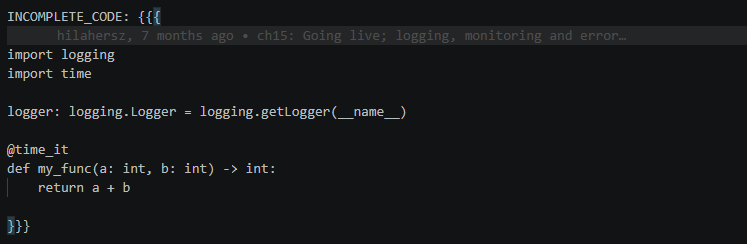 INCOMPLETE_CODE: {{{
hilahersz, 7 months ago • ch15: Going live; logging, monitoring and error…
import logging
import time
logger: logging.Logger = logging.getLogger(__name__)
@time_it
def my_func(a: int, b: int) -> int:
    return a + b
}}}